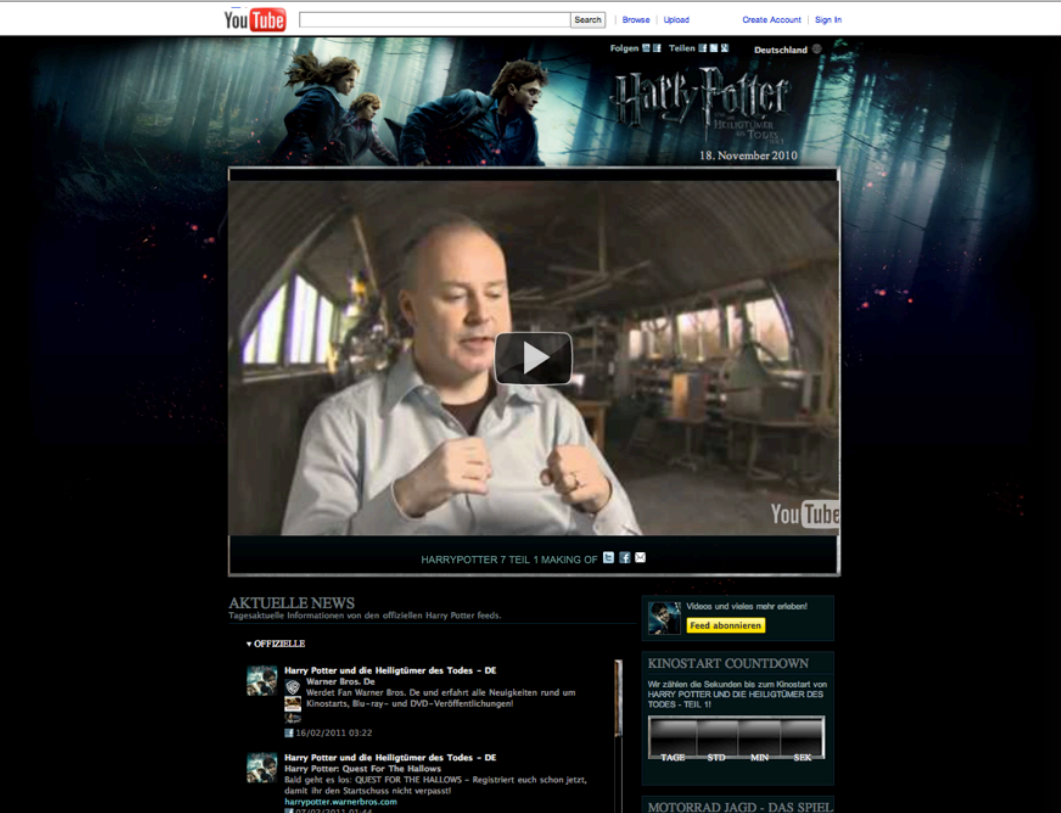 YouTube
Search
Browse
Upload
Create Account
Sign In
Folgen
Teilen
Deutschland
Harry Potter
UND DIE
HEILIGTÜMER
DES TODES
18. November 2010
YouTube
HARRYPOTTER 7 TEIL 1 MAKING OF
AKTUELLE NEWS
Tagesaktuelle Informationen von den offiziellen Harry Potter feeds.
▾ OFFIZIELLE
Harry Potter und die Heiligtümer des Todes - DE
Warner Bros. De
Werdet Fan Warner Bros. De und erfahrt alle Neuigkeiten rund um
Kinostarts, Blu-ray- und DVD-Veröffentlichungen!
16/02/2011 03:22
Harry Potter und die Heiligtümer des Todes - DE
Harry Potter: Quest For The Hallows
Bald geht es los: QUEST FOR THE HALLOWS - Registriert euch schon jetzt,
damit ihr den Startschuss nicht verpasst!
harrypotter.warnerbros.com
07/02/2011 01:44
Videos und vieles mehr erleben!
Feed abonnieren
KINOSTART COUNTDOWN
Wir zählen die Sekunden bis zum Kinostart von
HARRY POTTER UND DIE HEILIGTÜMER DES
TODES - TEIL 1!
TAGE STD MIN SEK
MOTORRAD JAGD - DAS SPIEL